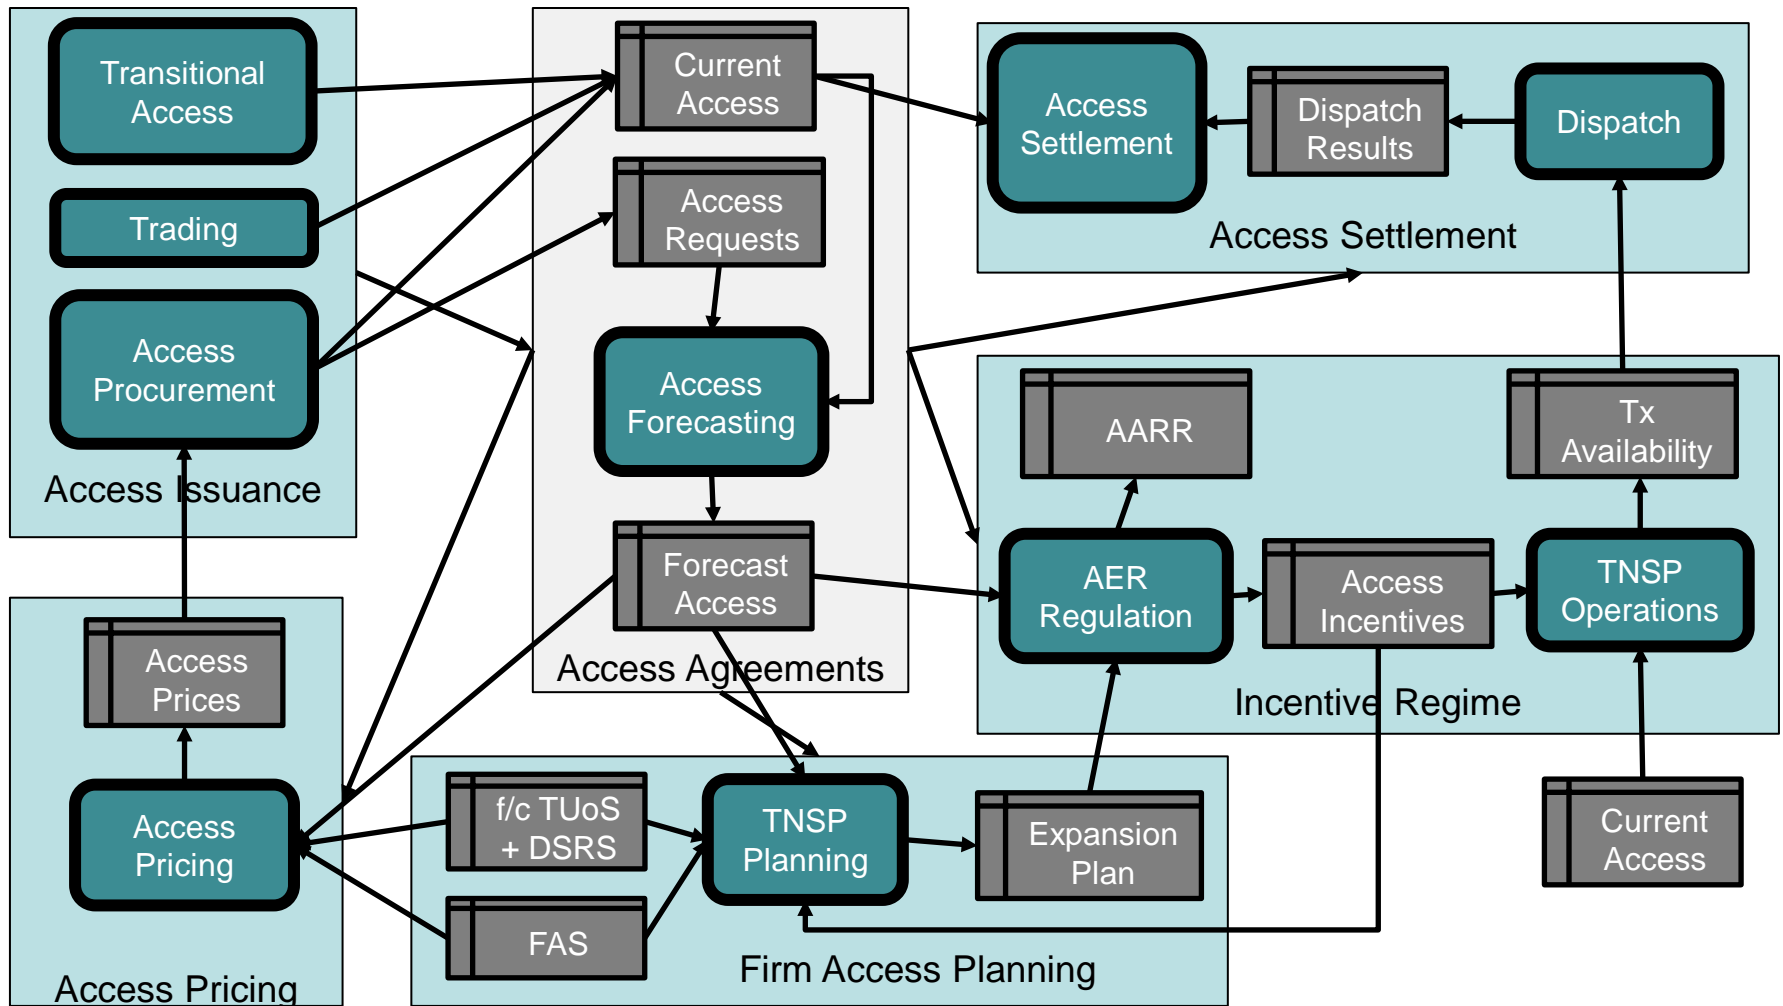 Transitional
Access
Trading
Access
Procurement
Access Issuance
Access
Prices
Access
Pricing
Access Pricing
Current
Access
Access
Requests
Access
Forecasting
Forecast
Access
Access Agreements
f/c TUoS
+ DSRS
FAS
TNSP
Planning
Expansion
Plan
Firm Access Planning
Access
Settlement
Dispatch
Results
Dispatch
Access Settlement
AARR
Tx
Availability
AER
Regulation
Access
Incentives
TNSP
Operations
Incentive Regime
Current
Access